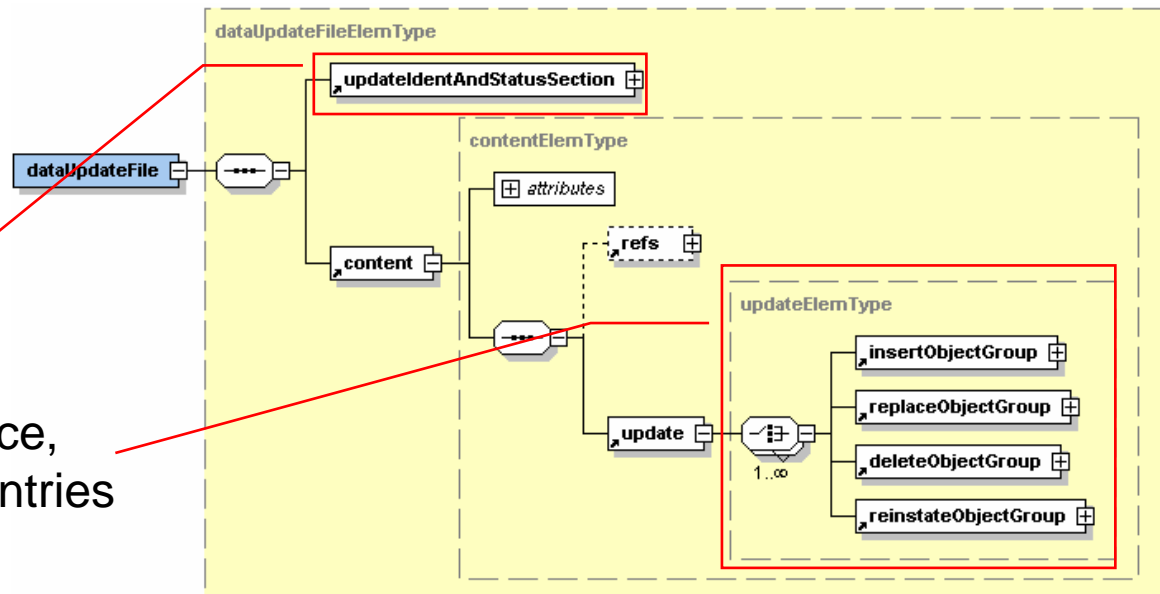 dataUpdateFileElemType
updateIdentAndStatusSection
contentElemType
dataUpdateFile
attributes
refs
content
updateElemType
insertObjectGroup
replaceObjectGroup
ce,
update
1..∞
deleteObjectGroup
ntries
reinstateObjectGroup